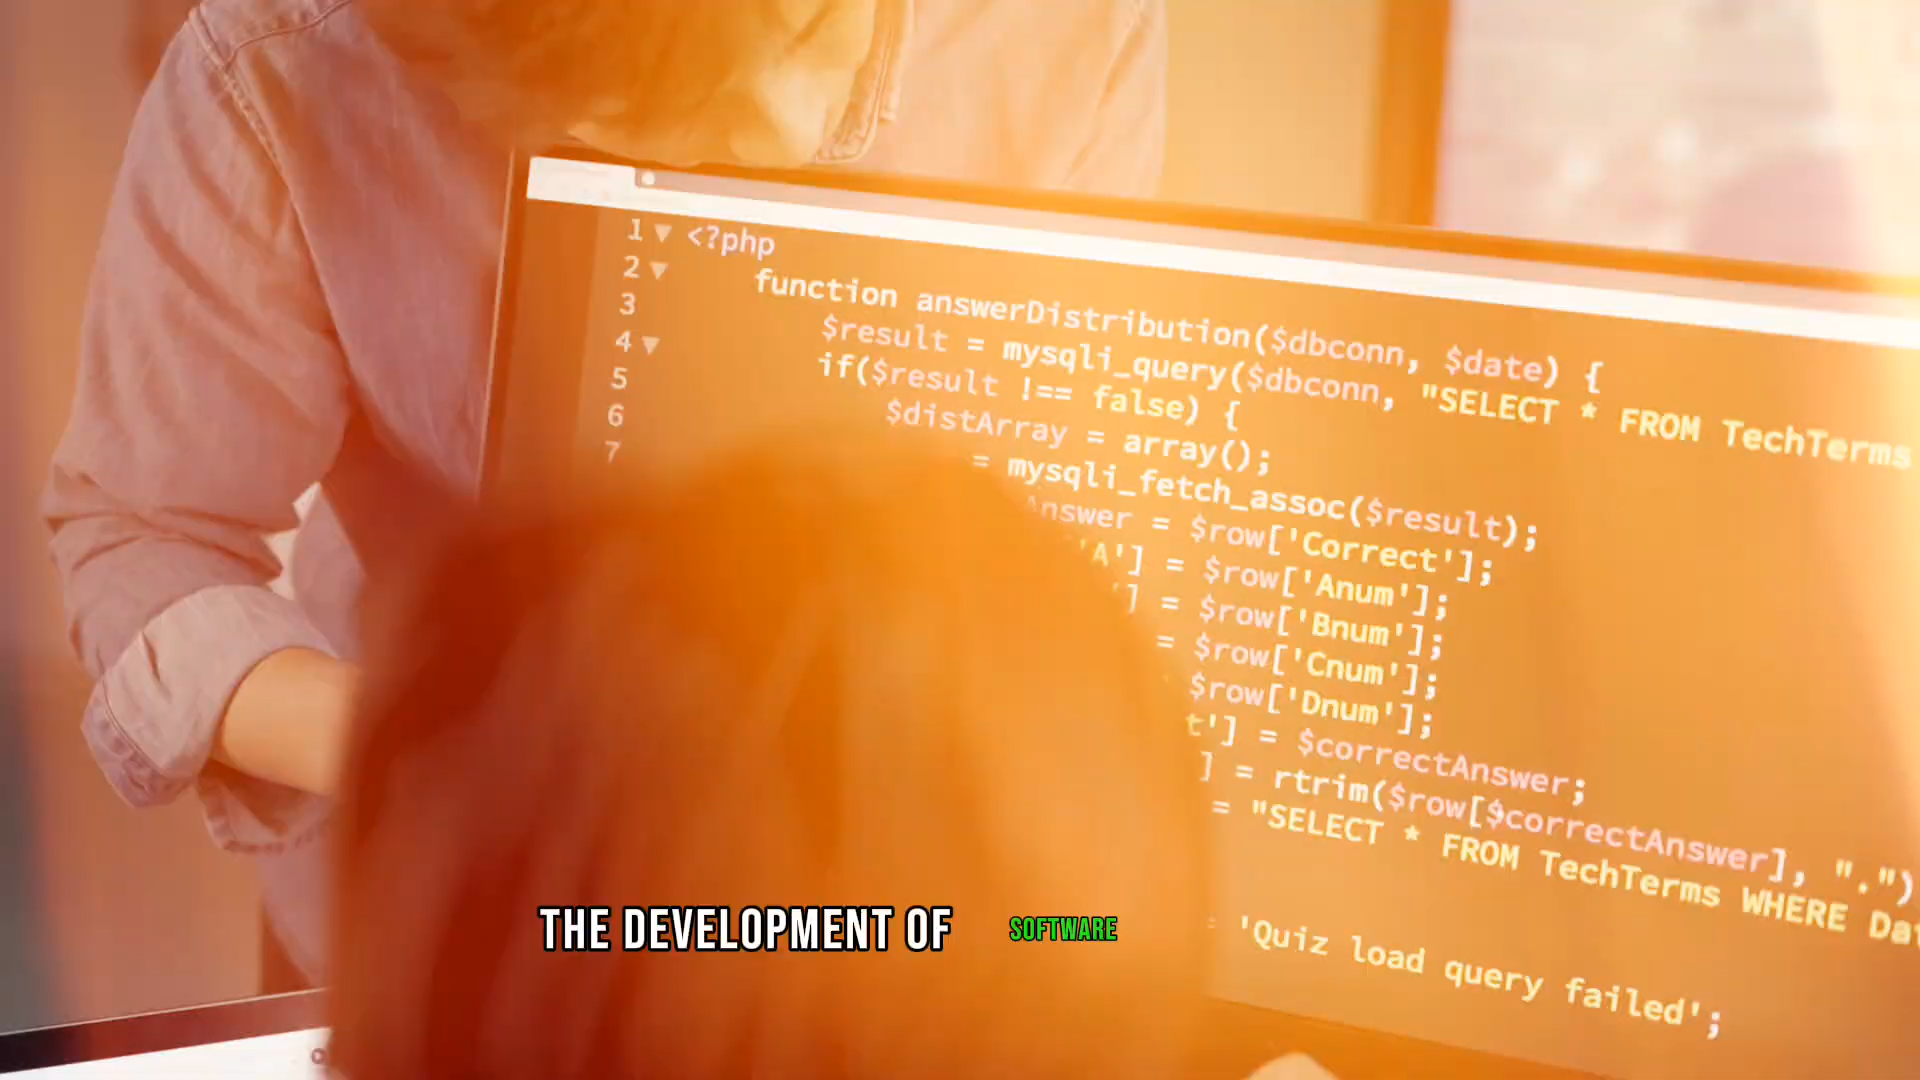 1 <?php
2 function answerDistribution($dbconn, $date) {
3 $result = mysqli_query($dbconn, "SELECT * FROM TechTerms
4 if($result !== false) {
5 $distArray = array();
6 = mysqli_fetch_assoc($result);
7 Answer = $row['Correct'];
'A'] = $row['Anum'];
'] = $row['Bnum'];
= $row['Cnum'];
$row['Dnum'];
t'] = $correctAnswer;
] = rtrim($row[$correctAnswer], ".")
= "SELECT * FROM TechTerms WHERE Dat
= 'Quiz load query failed';
THE DEVELOPMENT OF SOFTWARE